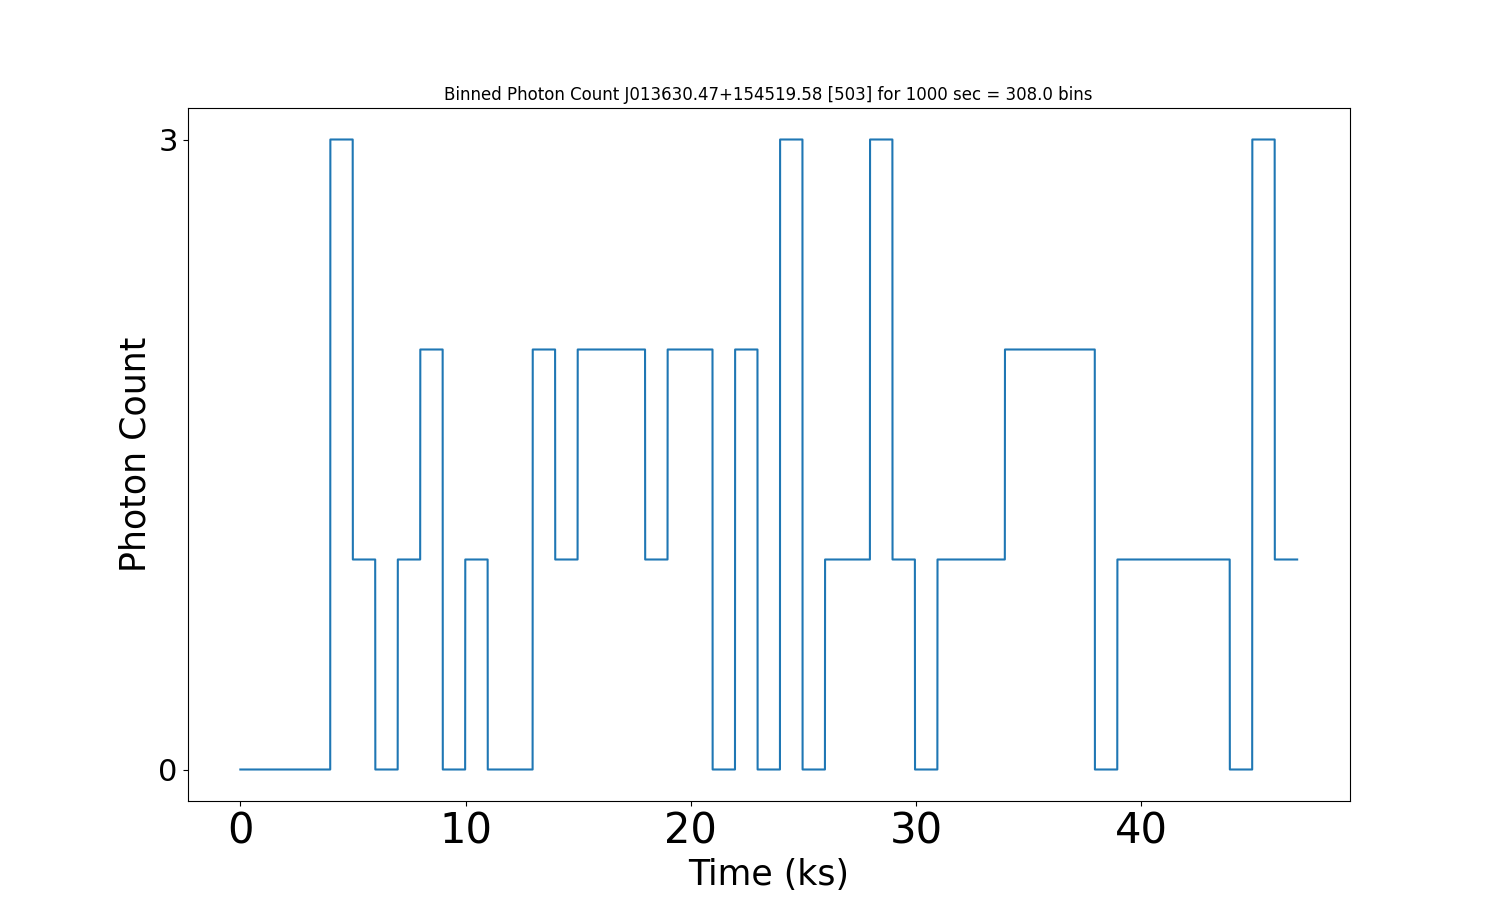 Binned Photon Count J013630.47+154519.58 [503] for 1000 sec = 308.0 bins
3
Photon Count
0
0 10 20 30 40
Time (ks)